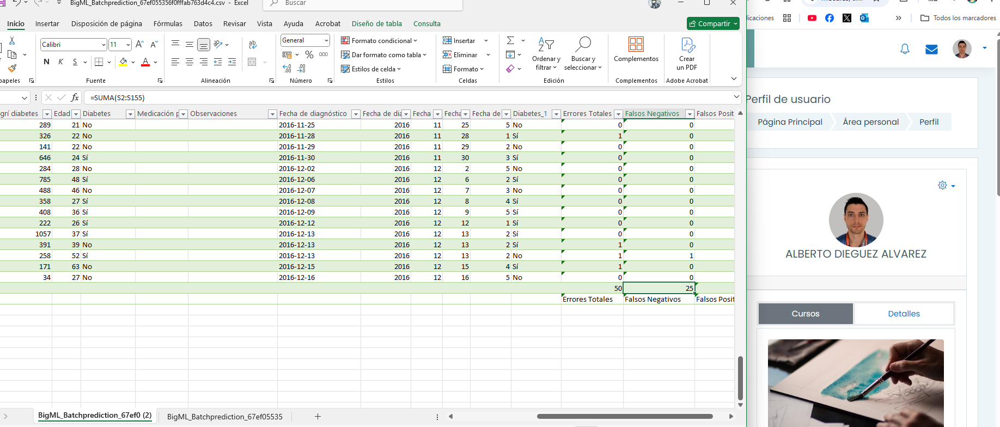 BigML_Batchprediction_67ef055356f0fffab763d4c4.csv - Excel
Buscar
Inicio Insertar Disposición de página Fórmulas Datos Revisar Vista Ayuda Acrobat Diseño de tabla Consulta Compartir
Calibri 11 General
Formato condicional
Dar formato como tabla
Estilos de celda
Insertar
Eliminar
Formato
Ordenar y
filtrar
Buscar y
seleccionar
Complementos
Crear
un PDF
N K S
% 000
papeles Fuente Alineación Número Estilos Celdas Edición Complementos Adobe Acrobat
fx =SUMA(S2:S155)
grí diabetes Edad Diabetes Medicación p Observaciones Fecha de diagnóstico Fecha de dia Fecha Fecha Fecha de Diabetes_1 Errores Totales Falsos Negativos Falsos Posit
289 21 No 2016-11-25 2016 11 25 5 No 0 0
326 22 No 2016-11-28 2016 11 28 1 Sí 1 0
141 22 No 2016-11-29 2016 11 29 2 No 0 0
646 24 Sí 2016-11-30 2016 11 30 3 Sí 0 0
284 28 No 2016-12-02 2016 12 2 5 No 0 0
785 48 Sí 2016-12-06 2016 12 6 2 Sí 0 0
488 46 No 2016-12-07 2016 12 7 3 No 0 0
358 27 Sí 2016-12-08 2016 12 8 4 Sí 0 0
408 36 Sí 2016-12-09 2016 12 9 5 Sí 0 0
222 26 Sí 2016-12-12 2016 12 12 1 Sí 0 0
1057 37 Sí 2016-12-13 2016 12 13 2 Sí 0 0
391 39 No 2016-12-13 2016 12 13 2 Sí 1 0
258 52 Sí 2016-12-13 2016 12 13 2 No 1 1
171 63 No 2016-12-15 2016 12 15 4 Sí 1 0
34 27 No 2016-12-16 2016 12 16 5 No 0 0
50 25
Errores Totales Falsos Negativos Falsos Posit
BigML_Batchprediction_67ef0 (2) BigML_Batchprediction_67ef05535
licaciones Todos los marcadores
Perfil de usuario
Página Principal Área personal Perfil
ALBERTO DIEGUEZ ALVAREZ
Cursos Detalles